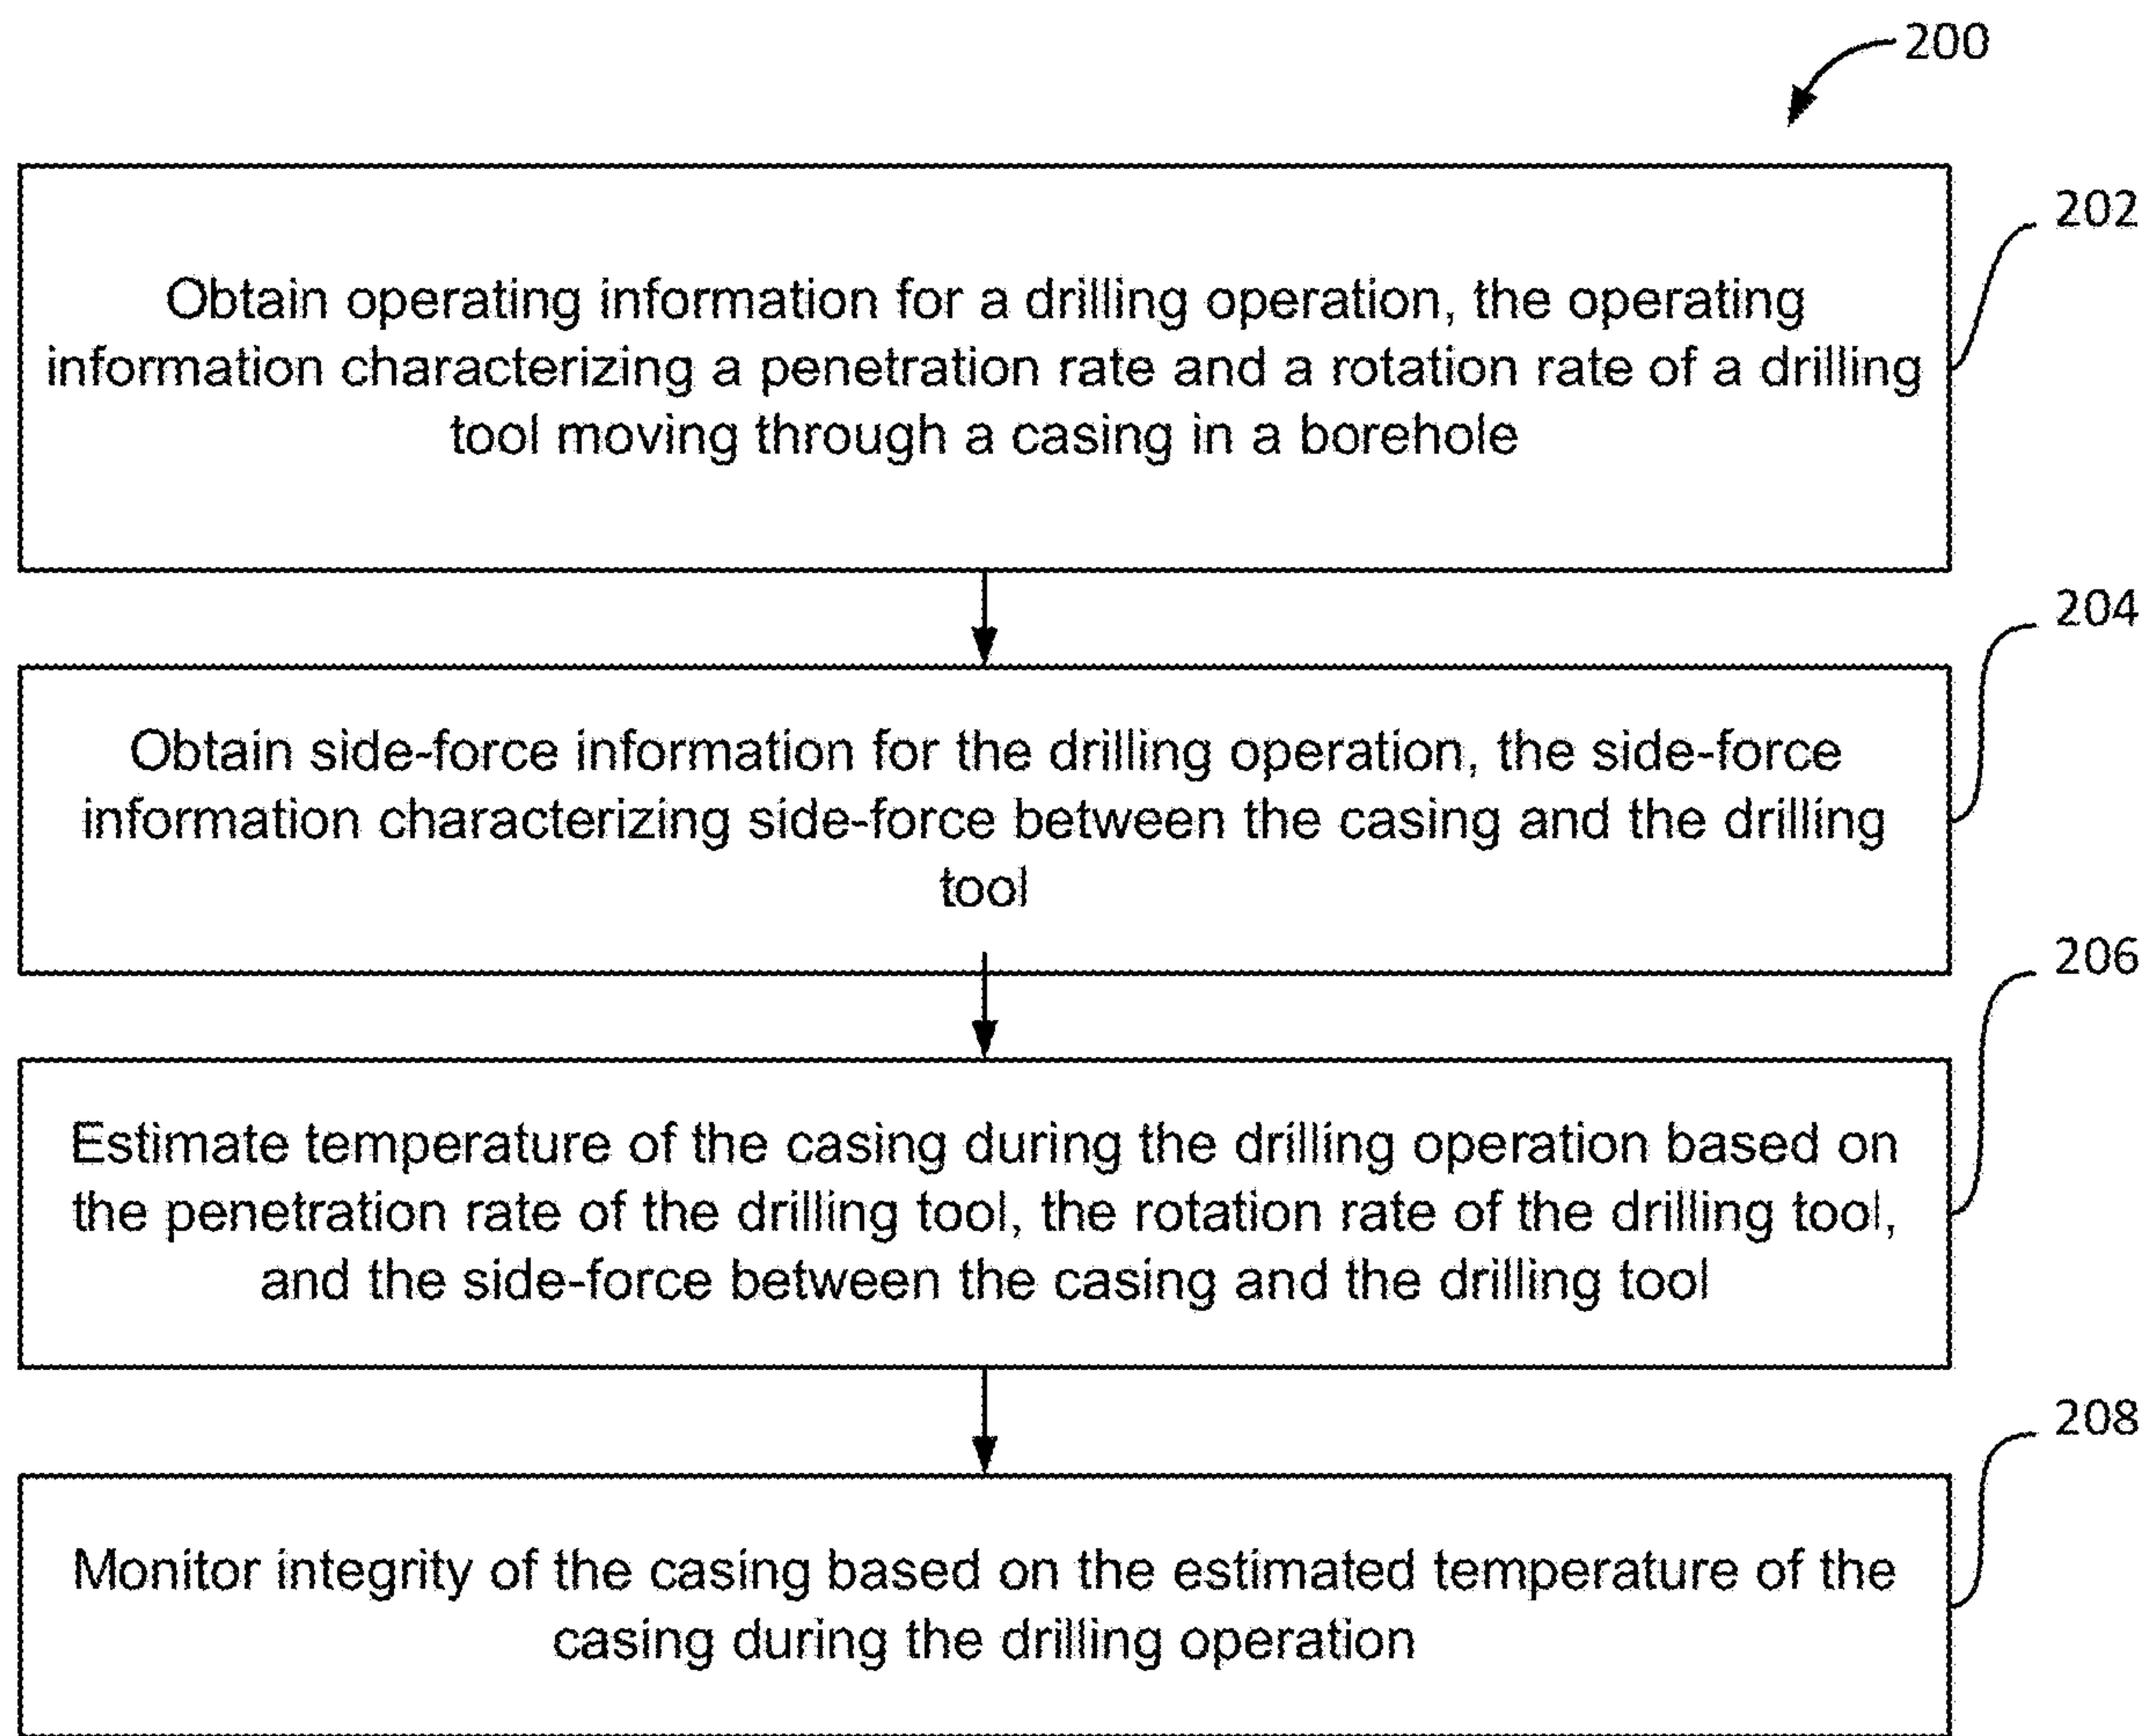 200
202
Obtain operating information for a drilling operation, the operating
information characterizing a penetration rate and a rotation rate of a drilling
tool moving through a casing in a borehole
204
Obtain side-force information for the drilling operation, the side-force
information characterizing side-force between the casing and the drilling
tool
206
Estimate temperature of the casing during the drilling operation based on
the penetration rate of the drilling tool, the rotation rate of the drilling tool,
and the side-force between the casing and the drilling tool
208
Monitor integrity of the casing based on the estimated temperature of the
casing during the drilling operation